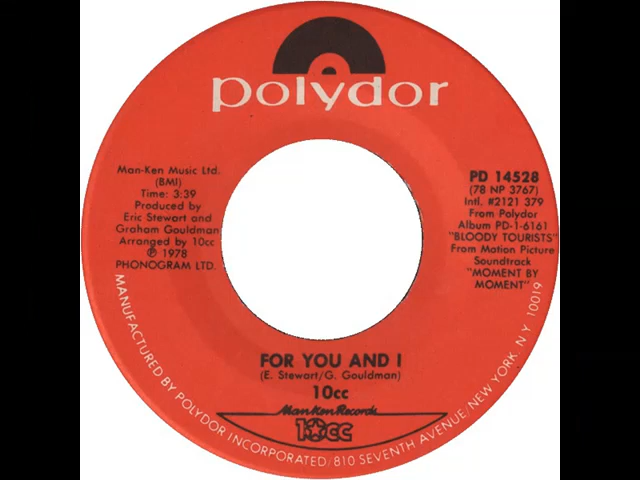 polydor
Man-Ken Music Ltd.
(BMI)
Time: 3:39
Produced by
Eric Stewart and
Graham Gouldman
Arranged by 10cc
℗ 1978
PHONOGRAM LTD.
PD 14528
(78 NP 3767)
Intl. #2121 379
From Polydor
Album PD-1-6161
"BLOODY TOURISTS"
From Motion Picture
Soundtrack
"MOMENT BY
MOMENT"
FOR YOU AND I
(E. Stewart/G. Gouldman)
10cc
Man-Ken Records
10cc
MANUFACTURED BY POLYDOR INCORPORATED/810 SEVENTH AVENUE/NEW YORK. N.Y. 10019